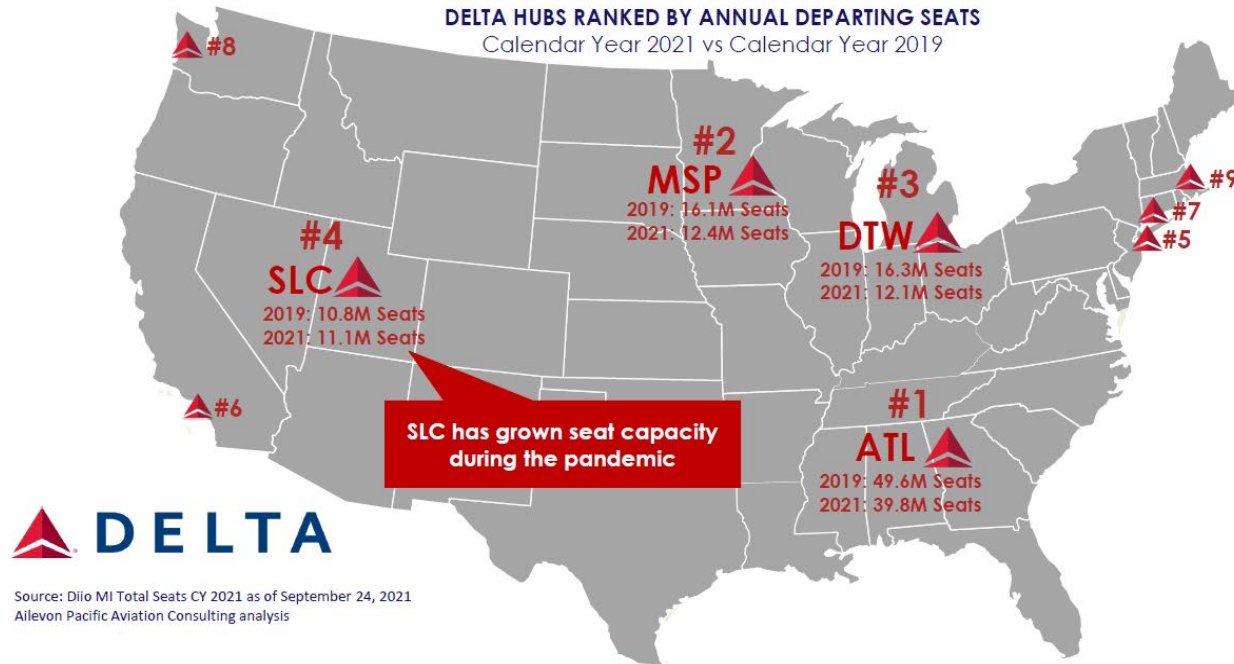 DELTA HUBS RANKED BY ANNUAL DEPARTING SEATS
Calendar Year 2021 vs Calendar Year 2019
#8
#2
MSP
2019: 16.1M Seats
2021: 12.4M Seats
#3
DTW
2019: 16.3M Seats
2021: 12.1M Seats
#9
#7
#5
#4
SLC
2019: 10.8M Seats
2021: 11.1M Seats
#6
SLC has grown seat capacity
during the pandemic
#1
ATL
2019: 49.6M Seats
2021: 39.8M Seats
DELTA
Source: Diio MI Total Seats CY 2021 as of September 24, 2021
Ailevon Pacific Aviation Consulting analysis